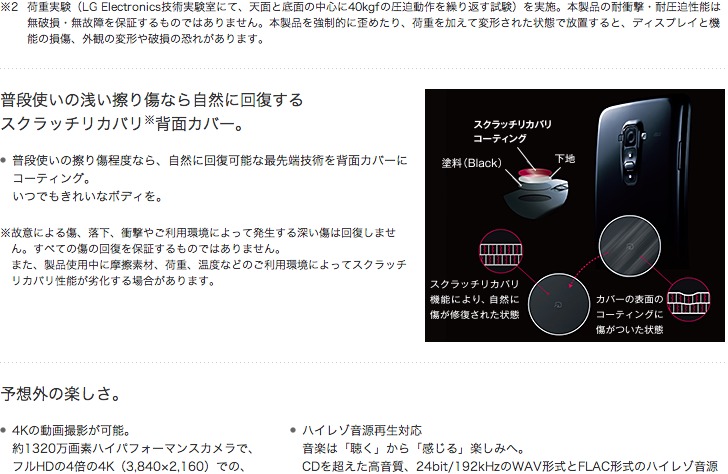 ※2 荷重実験（LG Electronics技術実験室にて、天面と底面の中心に40kgfの圧迫動作を繰り返す試験）を実施。本製品の耐衝撃・耐圧迫性能は
無破損・無故障を保証するものではありません。本製品を強制的に歪めたり、荷重を加えて変形された状態で放置すると、ディスプレイと機
能の損傷、外観の変形や破損の恐れがあります。
普段使いの浅い擦り傷なら自然に回復する
スクラッチリカバリ※背面カバー。
● 普段使いの擦り傷程度なら、自然に回復可能な最先端技術を背面カバーに
コーティング。
いつでもきれいなボディを。
※故意による傷、落下、衝撃やご利用環境によって発生する深い傷は回復しませ
ん。すべての傷の回復を保証するものではありません。
また、製品使用中に摩擦素材、荷重、温度などのご利用環境によってスクラッチ
リカバリ性能が劣化する場合があります。
スクラッチリカバリ
コーティング
塗料（Black）
下地
スクラッチリカバリ
機能により、自然に
傷が修復された状態
カバーの表面の
コーティングに
傷がついた状態
予想外の楽しさ。
● 4Kの動画撮影が可能。
約1320万画素ハイパフォーマンスカメラで、
フルHDの4倍の4K（3,840×2,160）での、
● ハイレゾ音源再生対応
音楽は「聴く」から「感じる」楽しみへ。
CDを超えた高音質、24bit/192kHzのWAV形式とFLAC形式のハイレゾ音源